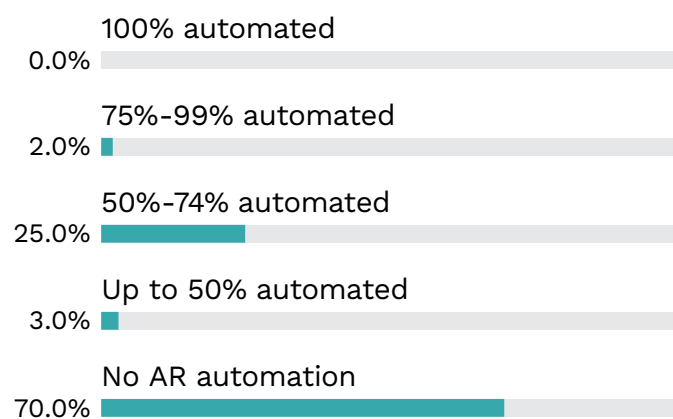 100% automated
0.0%
75%-99% automated
2.0%
50%-74% automated
25.0%
Up to 50% automated
3.0%
No AR automation
70.0%